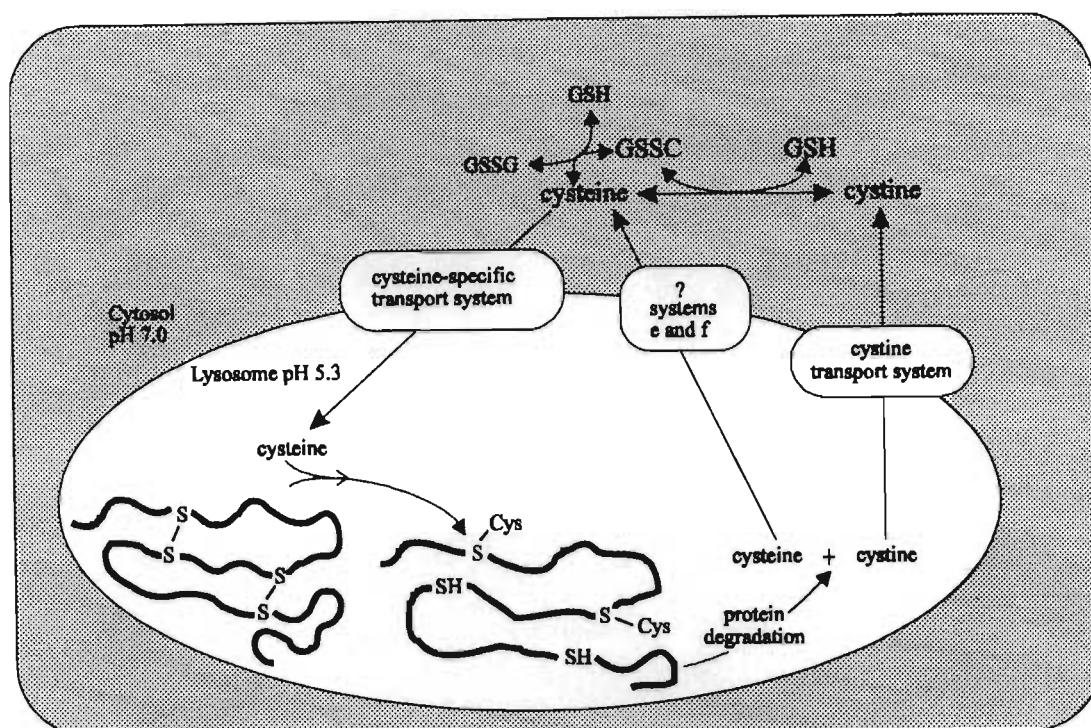 GSH
GSSG
GSSC
GSH
cysteine
cystine
cysteine-specific
transport system
?
systems
e and f
cystine
transport system
Cytosol
pH 7.0
Lysosome pH 5.3
cysteine
S
S
S
S
Cys
S
SH
S
Cys
SH
cysteine + cystine
protein
degradation